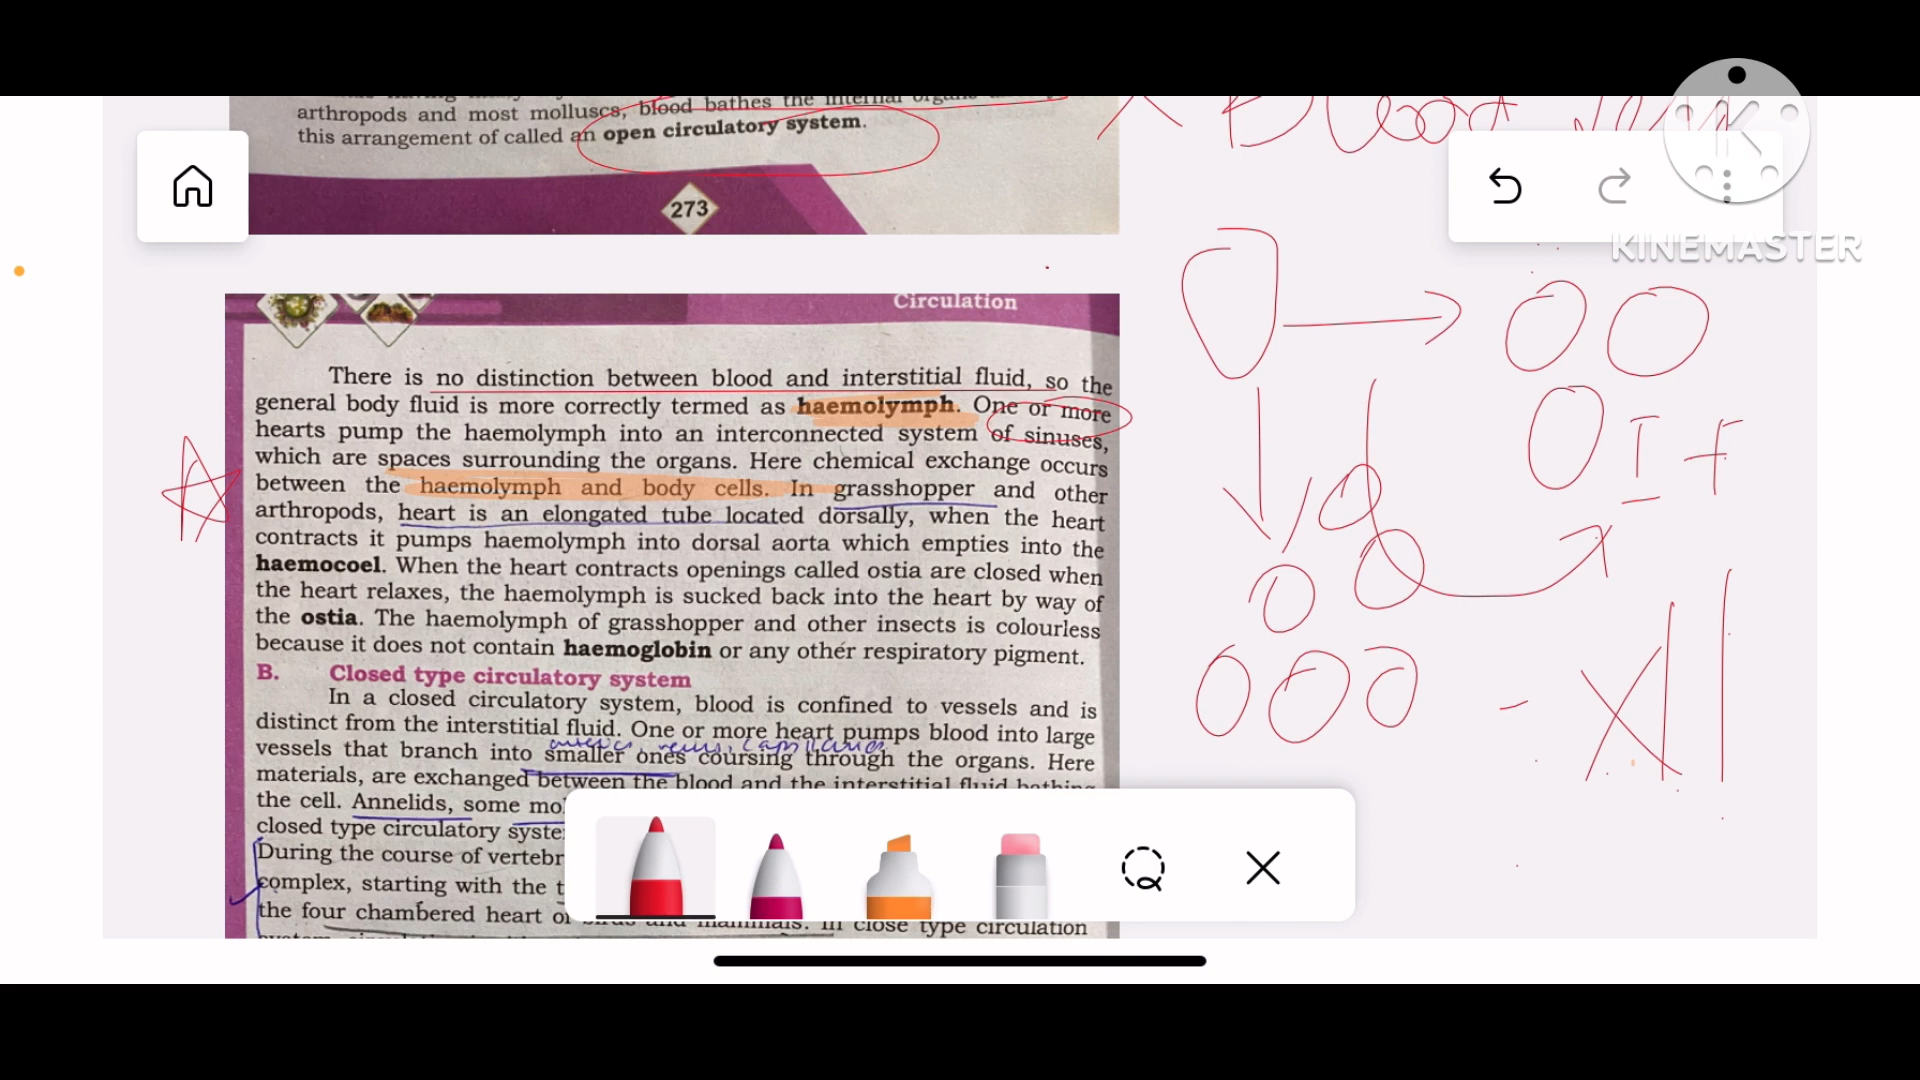 arthropods and most molluscs, blood bathes the internal
this arrangement of called an open circulatory system.
273
KINEMASTER
Circulation
There is no distinction between blood and interstitial fluid, so the
general body fluid is more correctly termed as haemolymph. One or more
hearts pump the haemolymph into an interconnected system of sinuses,
which are spaces surrounding the organs. Here chemical exchange occurs
between the haemolymph and body cells. In grasshopper and other
arthropods, heart is an elongated tube located dorsally, when the heart
contracts it pumps haemolymph into dorsal aorta which empties into the
haemocoel. When the heart contracts openings called ostia are closed when
the heart relaxes, the haemolymph is sucked back into the heart by way of
the ostia. The haemolymph of grasshopper and other insects is colourless
because it does not contain haemoglobin or any other respiratory pigment.
B. Closed type circulatory system
In a closed circulatory system, blood is confined to vessels and is
distinct from the interstitial fluid. One or more heart pumps blood into large
vessels that branch into smaller ones coursing through the organs. Here
materials, are exchanged between the blood and the interstitial fluid bathing
the cell. Annelids, some
closed type circulatory
During the course of
complex, starting with the
the four chambered heart of birds and mammals. In close type circulation
Blood
I f